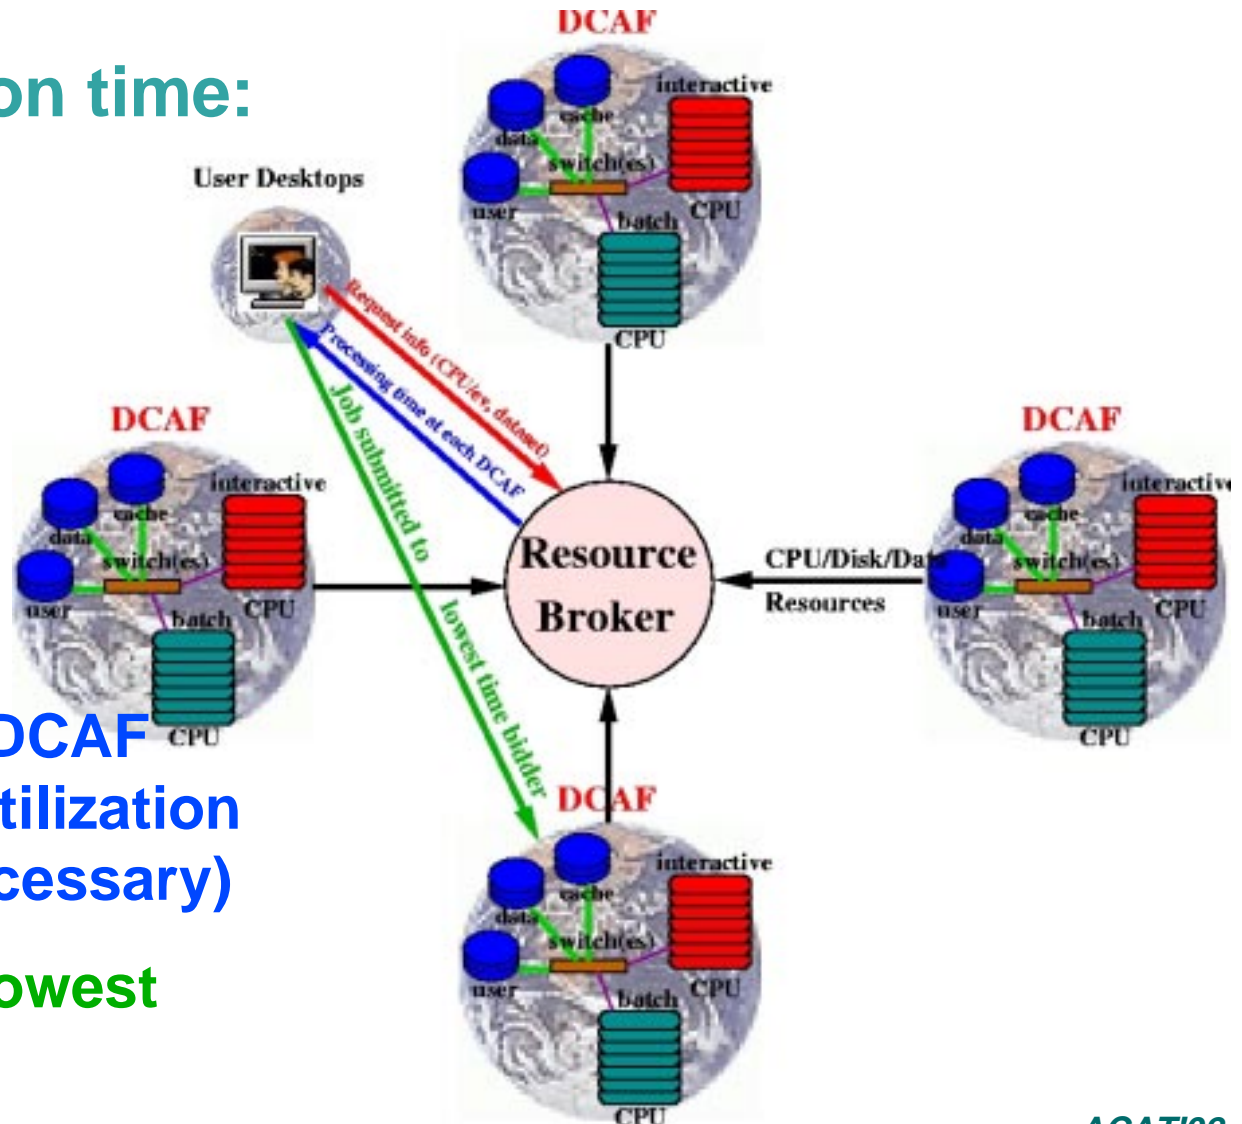 DCAF
on time:
interactive
cache
data
switch(es)
user
batch
CPU
CPU
User Desktops
Request info (CPU/ev, dataset)
Processing time at each DCAF
Job submitted to
lowest time bidder
DCAF
interactive
cache
data
switch(es)
user
batch
CPU
CPU
Resource
Broker
CPU/Disk/Data
Resources
DCAF
interactive
cache
data
switch(es)
user
batch
CPU
CPU
DCAF
tilization
cessary)
owest
DCAF
interactive
cache
data
switch(es)
user
batch
CPU
CPU